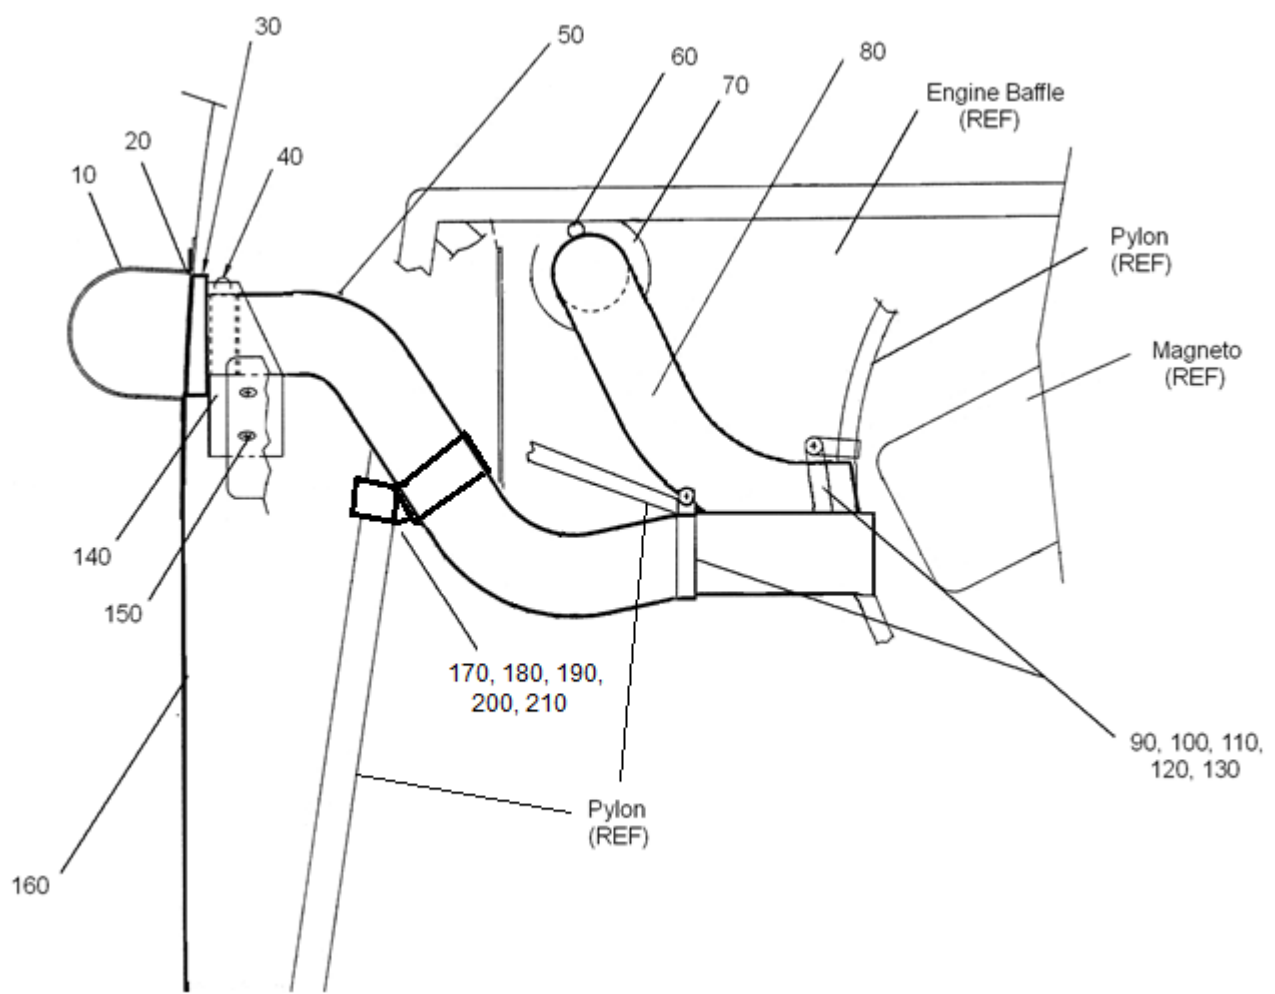 30
50
60
70
80
Engine Baffle
(REF)
20
40
10
Pylon
(REF)
Magneto
(REF)
140
150
170, 180, 190,
200, 210
90, 100, 110,
120, 130
Pylon
(REF)
160